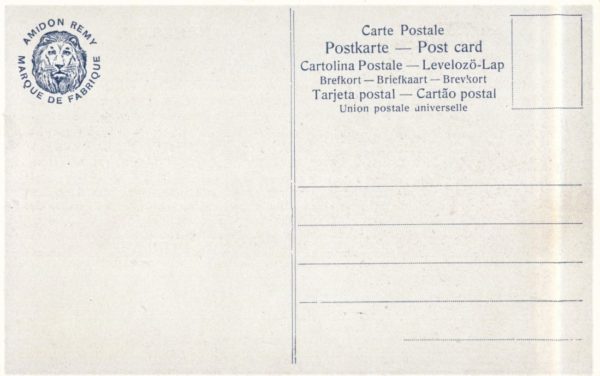 AMIDON REMY
MARQUE DE FABRIQUE
Carte Postale
Postkarte — Post card
Cartolina Postale — Levelozö-Lap
Brefkort — Briefkaart — Brevkort
Tarjeta postal — Cartão postal
Union postale universelle